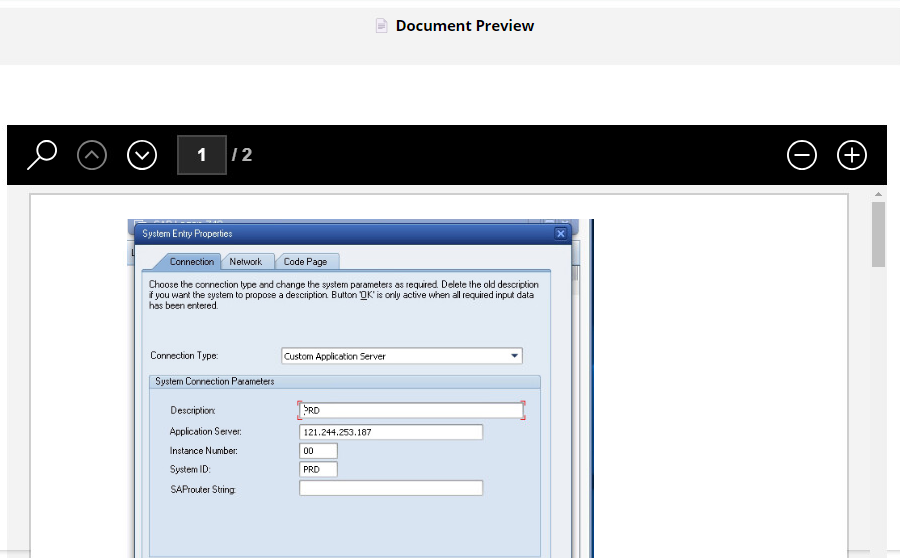 Document Preview
1 / 2
System Entry Properties
Connection Network Code Page
Choose the connection type and change the system parameters as required. Delete the old description
if you want the system to propose a description. Button 'OK' is only active when all required input data
has been entered.
Connection Type: Custom Application Server
System Connection Parameters
Description: PRD
Application Server: 121.244.253.187
Instance Number: 00
System ID: PRD
SAProuter String: